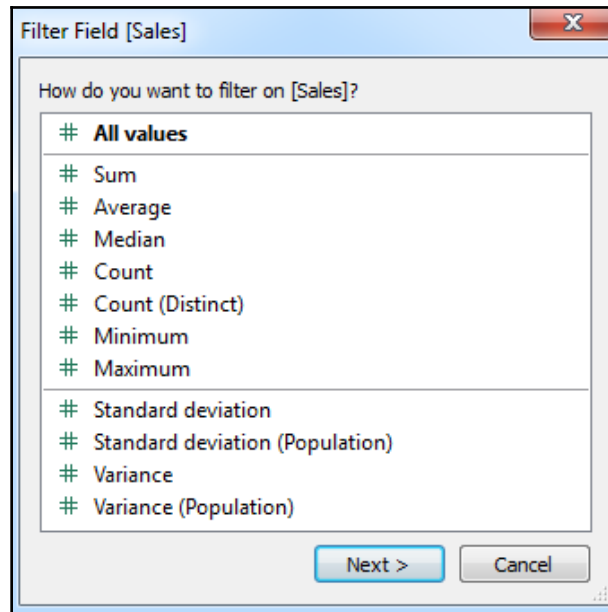 Filter Field [Sales]
How do you want to filter on [Sales]?
# All values
# Sum
# Average
# Median
# Count
# Count (Distinct)
# Minimum
# Maximum
# Standard deviation
# Standard deviation (Population)
# Variance
# Variance (Population)
Next > Cancel